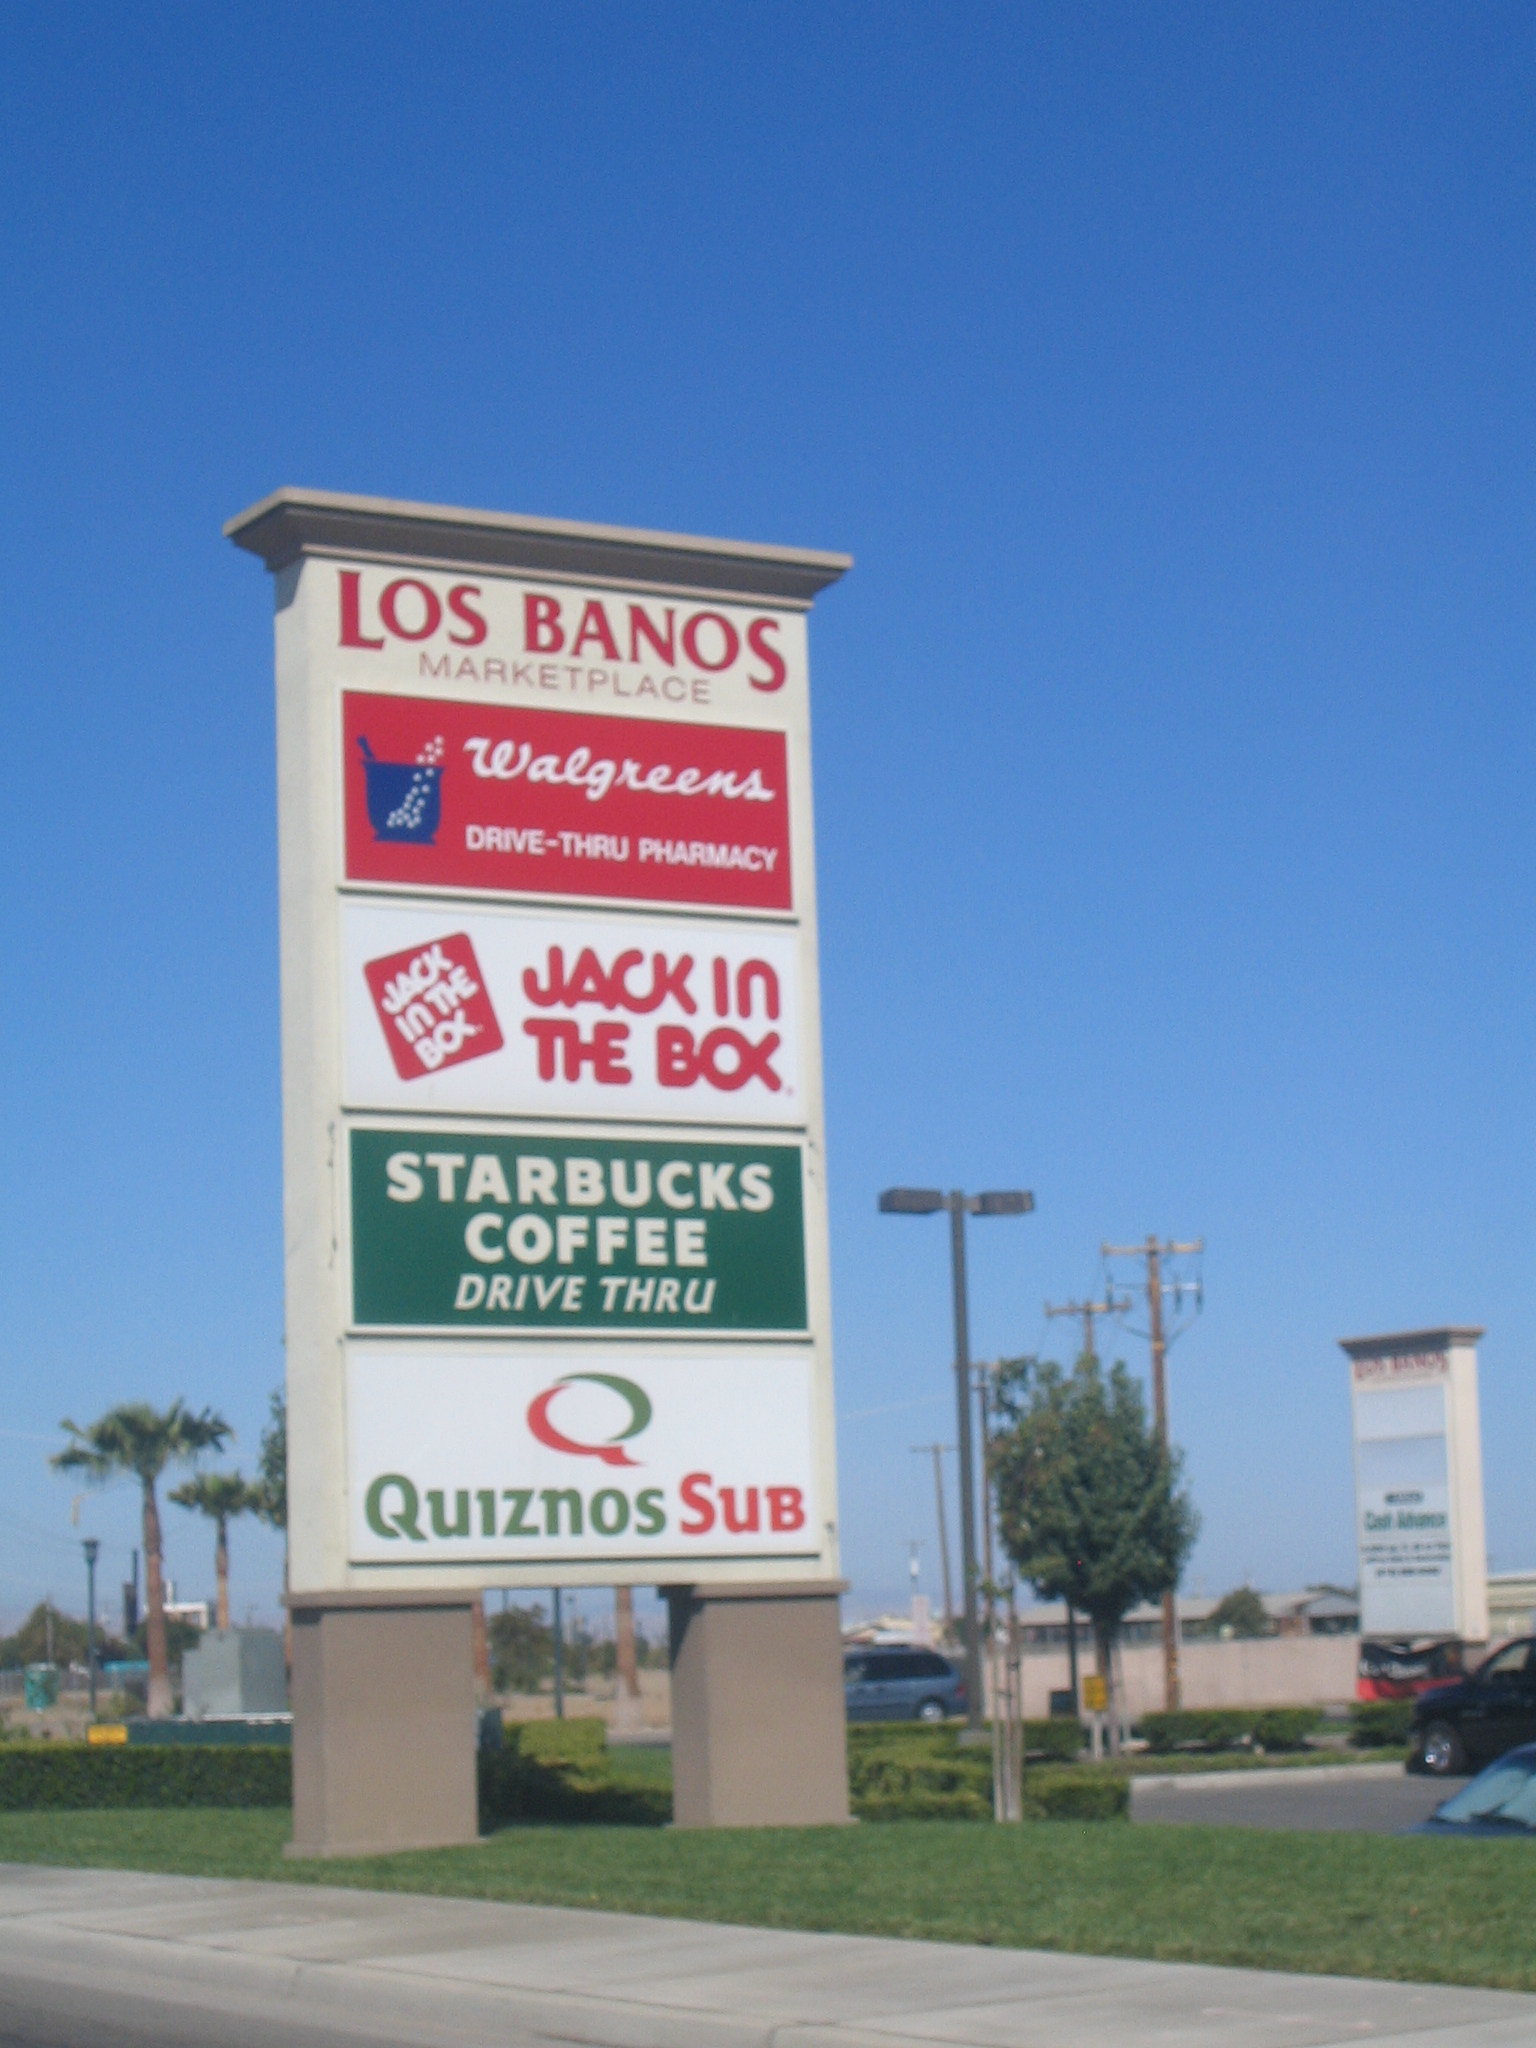 LOS BANOS
MARKETPLACE
Walgreens
DRIVE-THRU PHARMACY
JACK
IN THE
BOX
JACK IN
THE BOX
STARBUCKS
COFFEE
DRIVE THRU
QUIZNOS SUB
LOS BANOS
Cash Advance